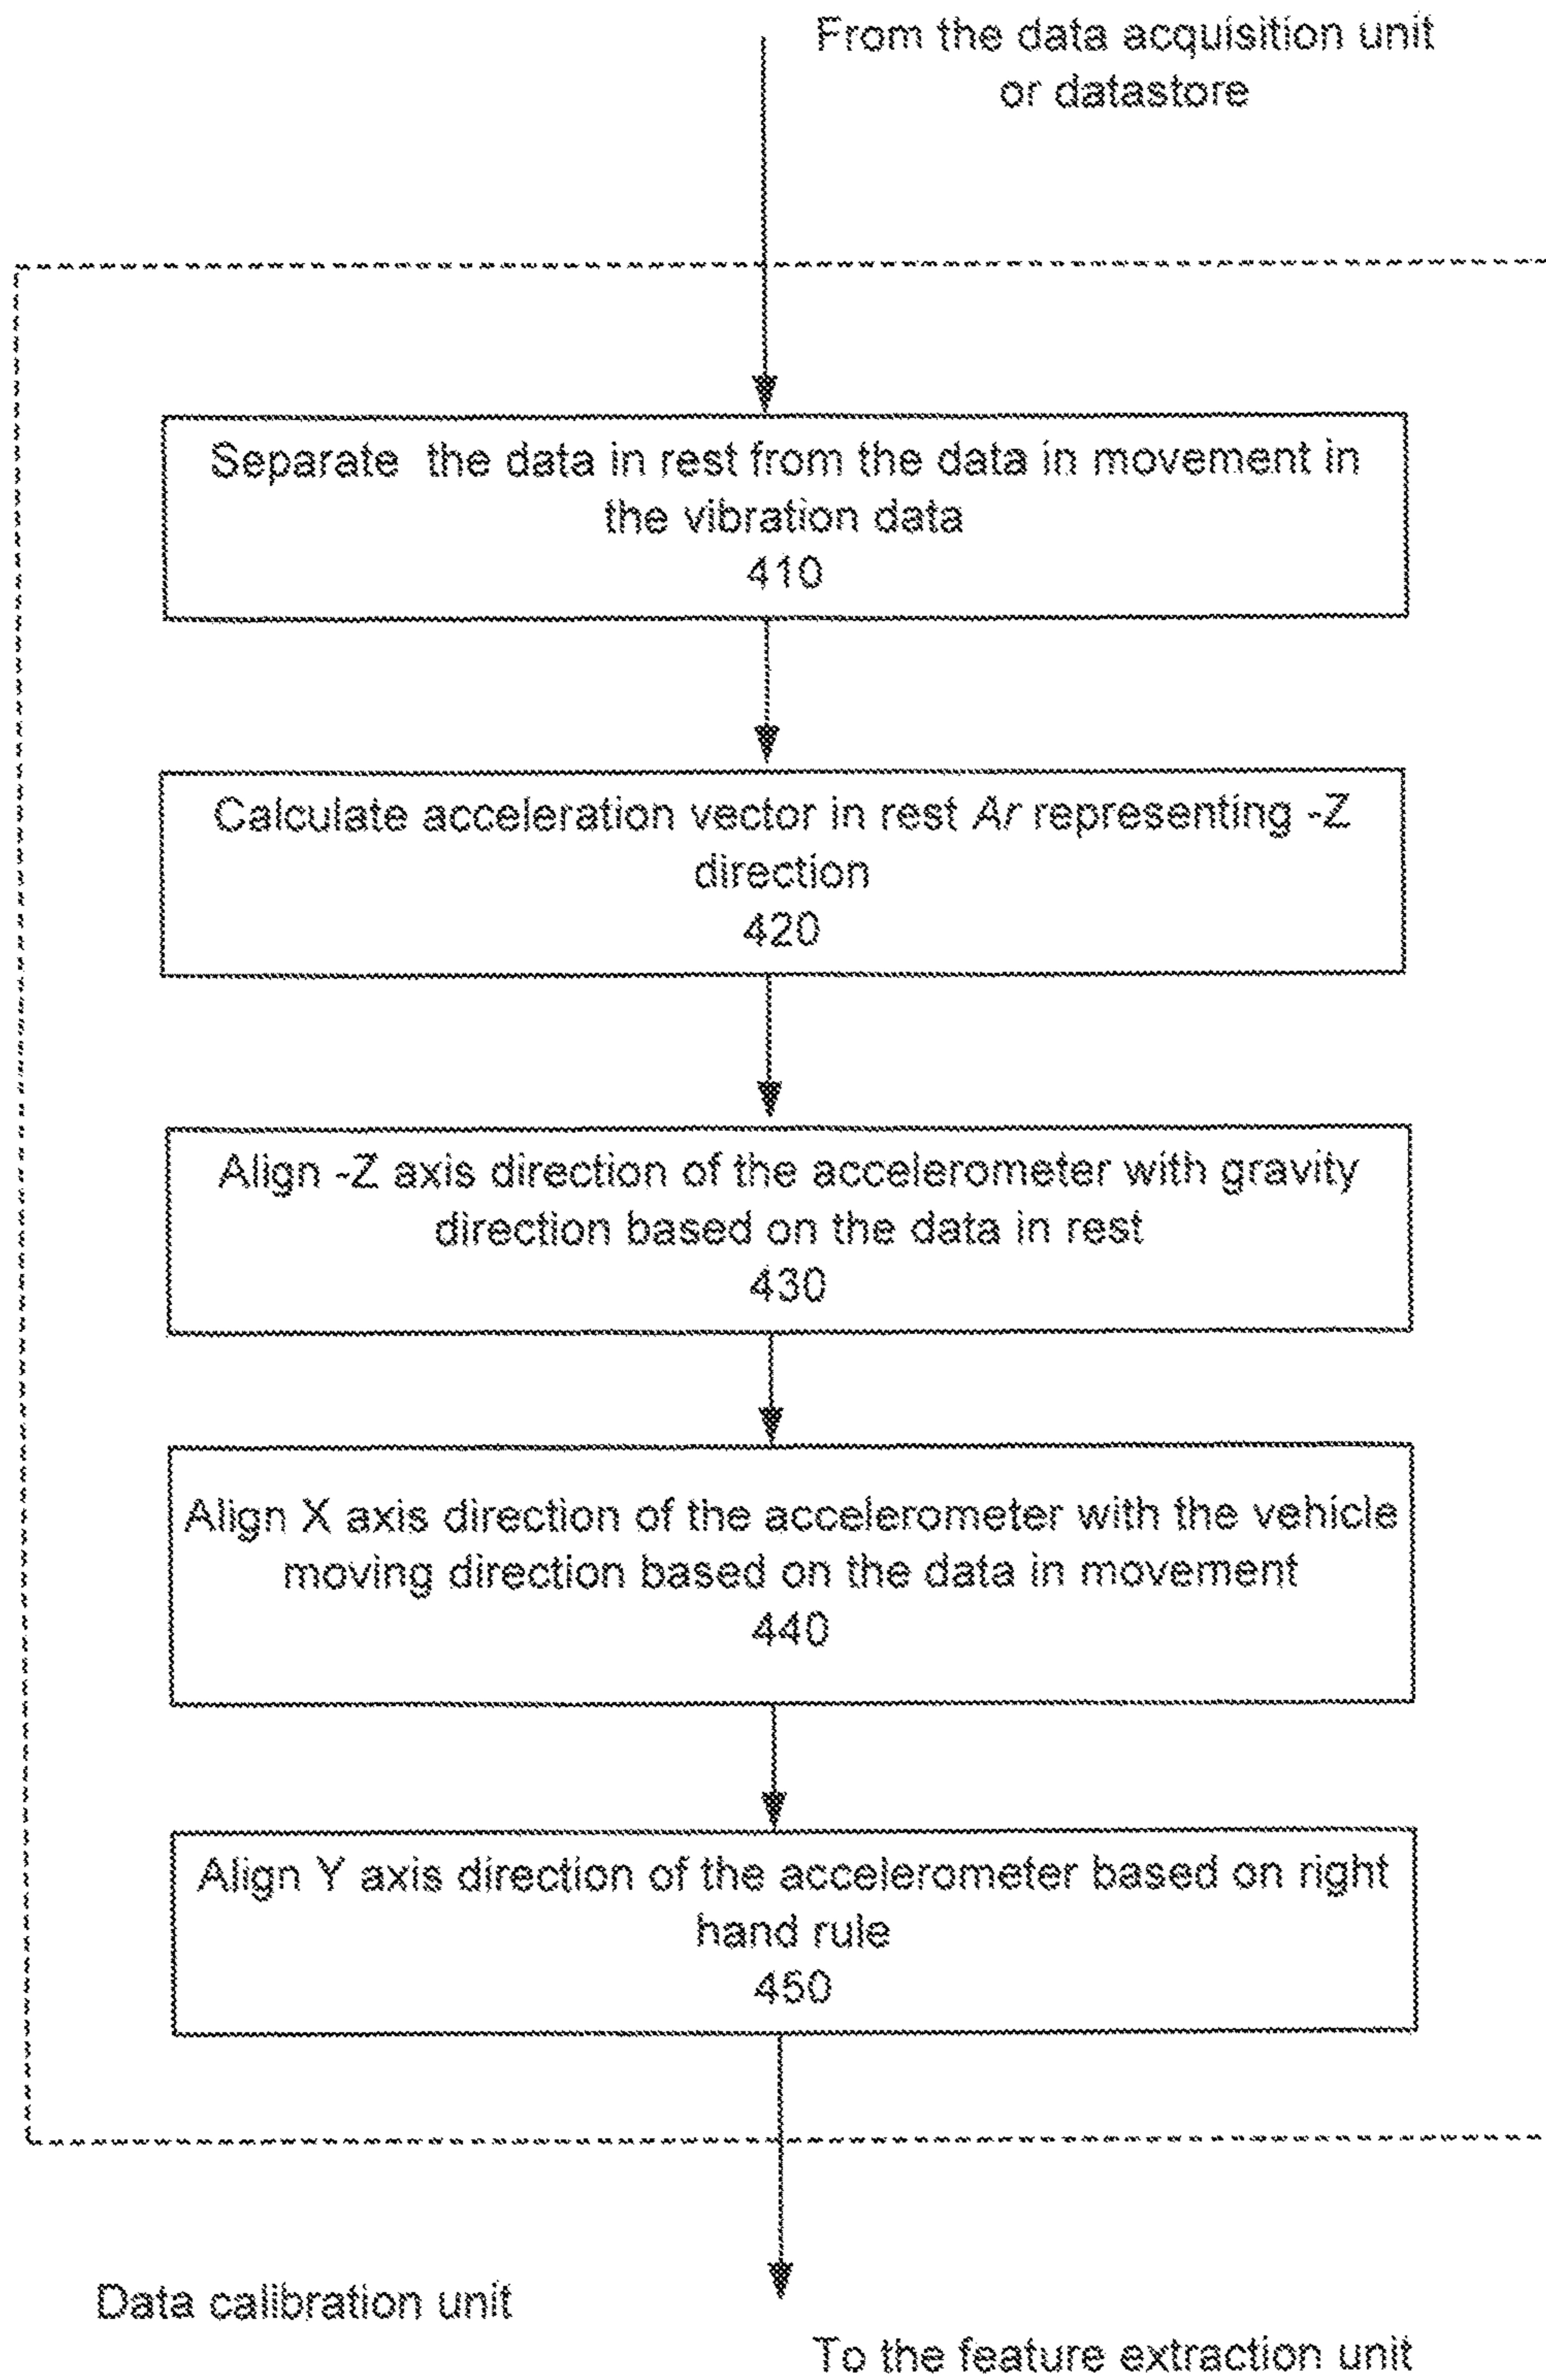 From the data acquisition unit
or datastore
Separate the data in rest from the data in movement in
the vibration data
410
Calculate acceleration vector in rest Ar representing -Z
direction
420
Align -Z axis direction of the accelerometer with gravity
direction based on the data in rest
430
Align X axis direction of the accelerometer with the vehicle
moving direction based on the data in movement
440
Align Y axis direction of the accelerometer based on right
hand rule
450
Data calibration unit
To the feature extraction unit